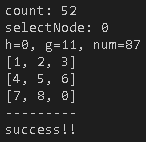 count: 52
selectNode: 0
h=0, g=11, num=87
[1, 2, 3]
[4, 5, 6]
[7, 8, 0]
---------
success!!